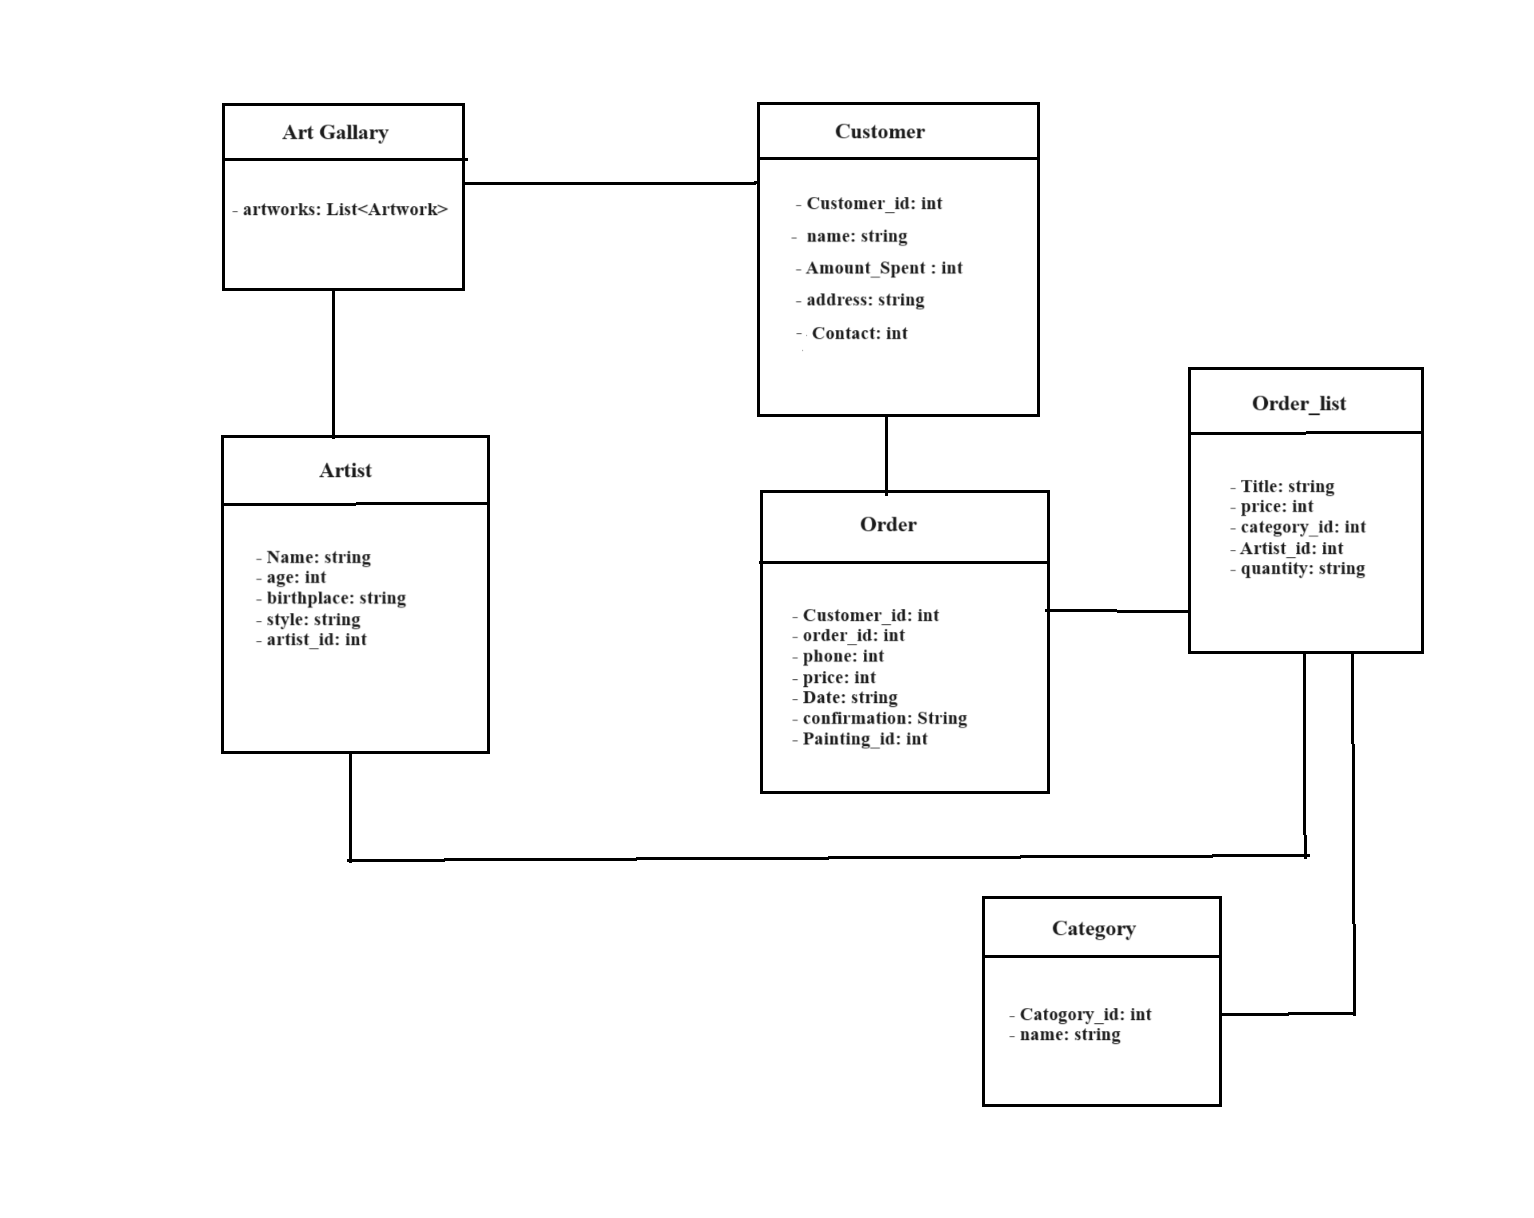 Art Gallary
- artworks: List<Artwork>
Customer
- Customer_id: int
- name: string
- Amount_Spent : int
- address: string
- Contact: int
Artist
- Name: string
- age: int
- birthplace: string
- style: string
- artist_id: int
Order
- Customer_id: int
- order_id: int
- phone: int
- price: int
- Date: string
- confirmation: String
- Painting_id: int
Order_list
- Title: string
- price: int
- category_id: int
- Artist_id: int
- quantity: string
Category
- Catogory_id: int
- name: string